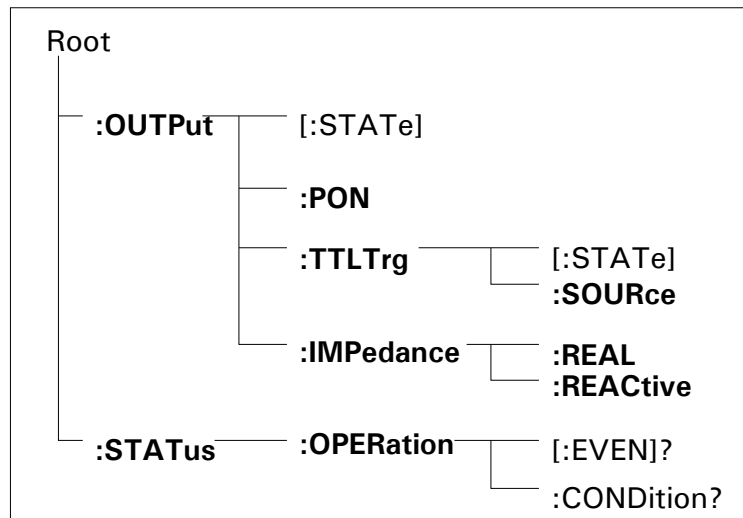 Root
:OUTPut [:STATe]
:PON
:TTLTrg [:STATe]
:SOURce
:IMPedance :REAL
:REACtive
:STATus :OPERation [:EVEN]?
:CONDition?